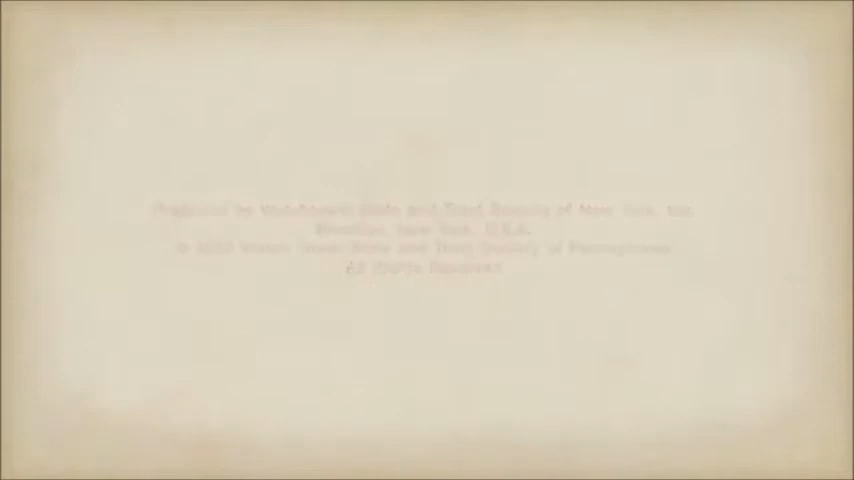 Produced by Watchtower Bible and Tract Society of New York, Inc.
Brooklyn, New York, U.S.A.
© Watch Tower Bible and Tract Society of Pennsylvania
All Rights Reserved